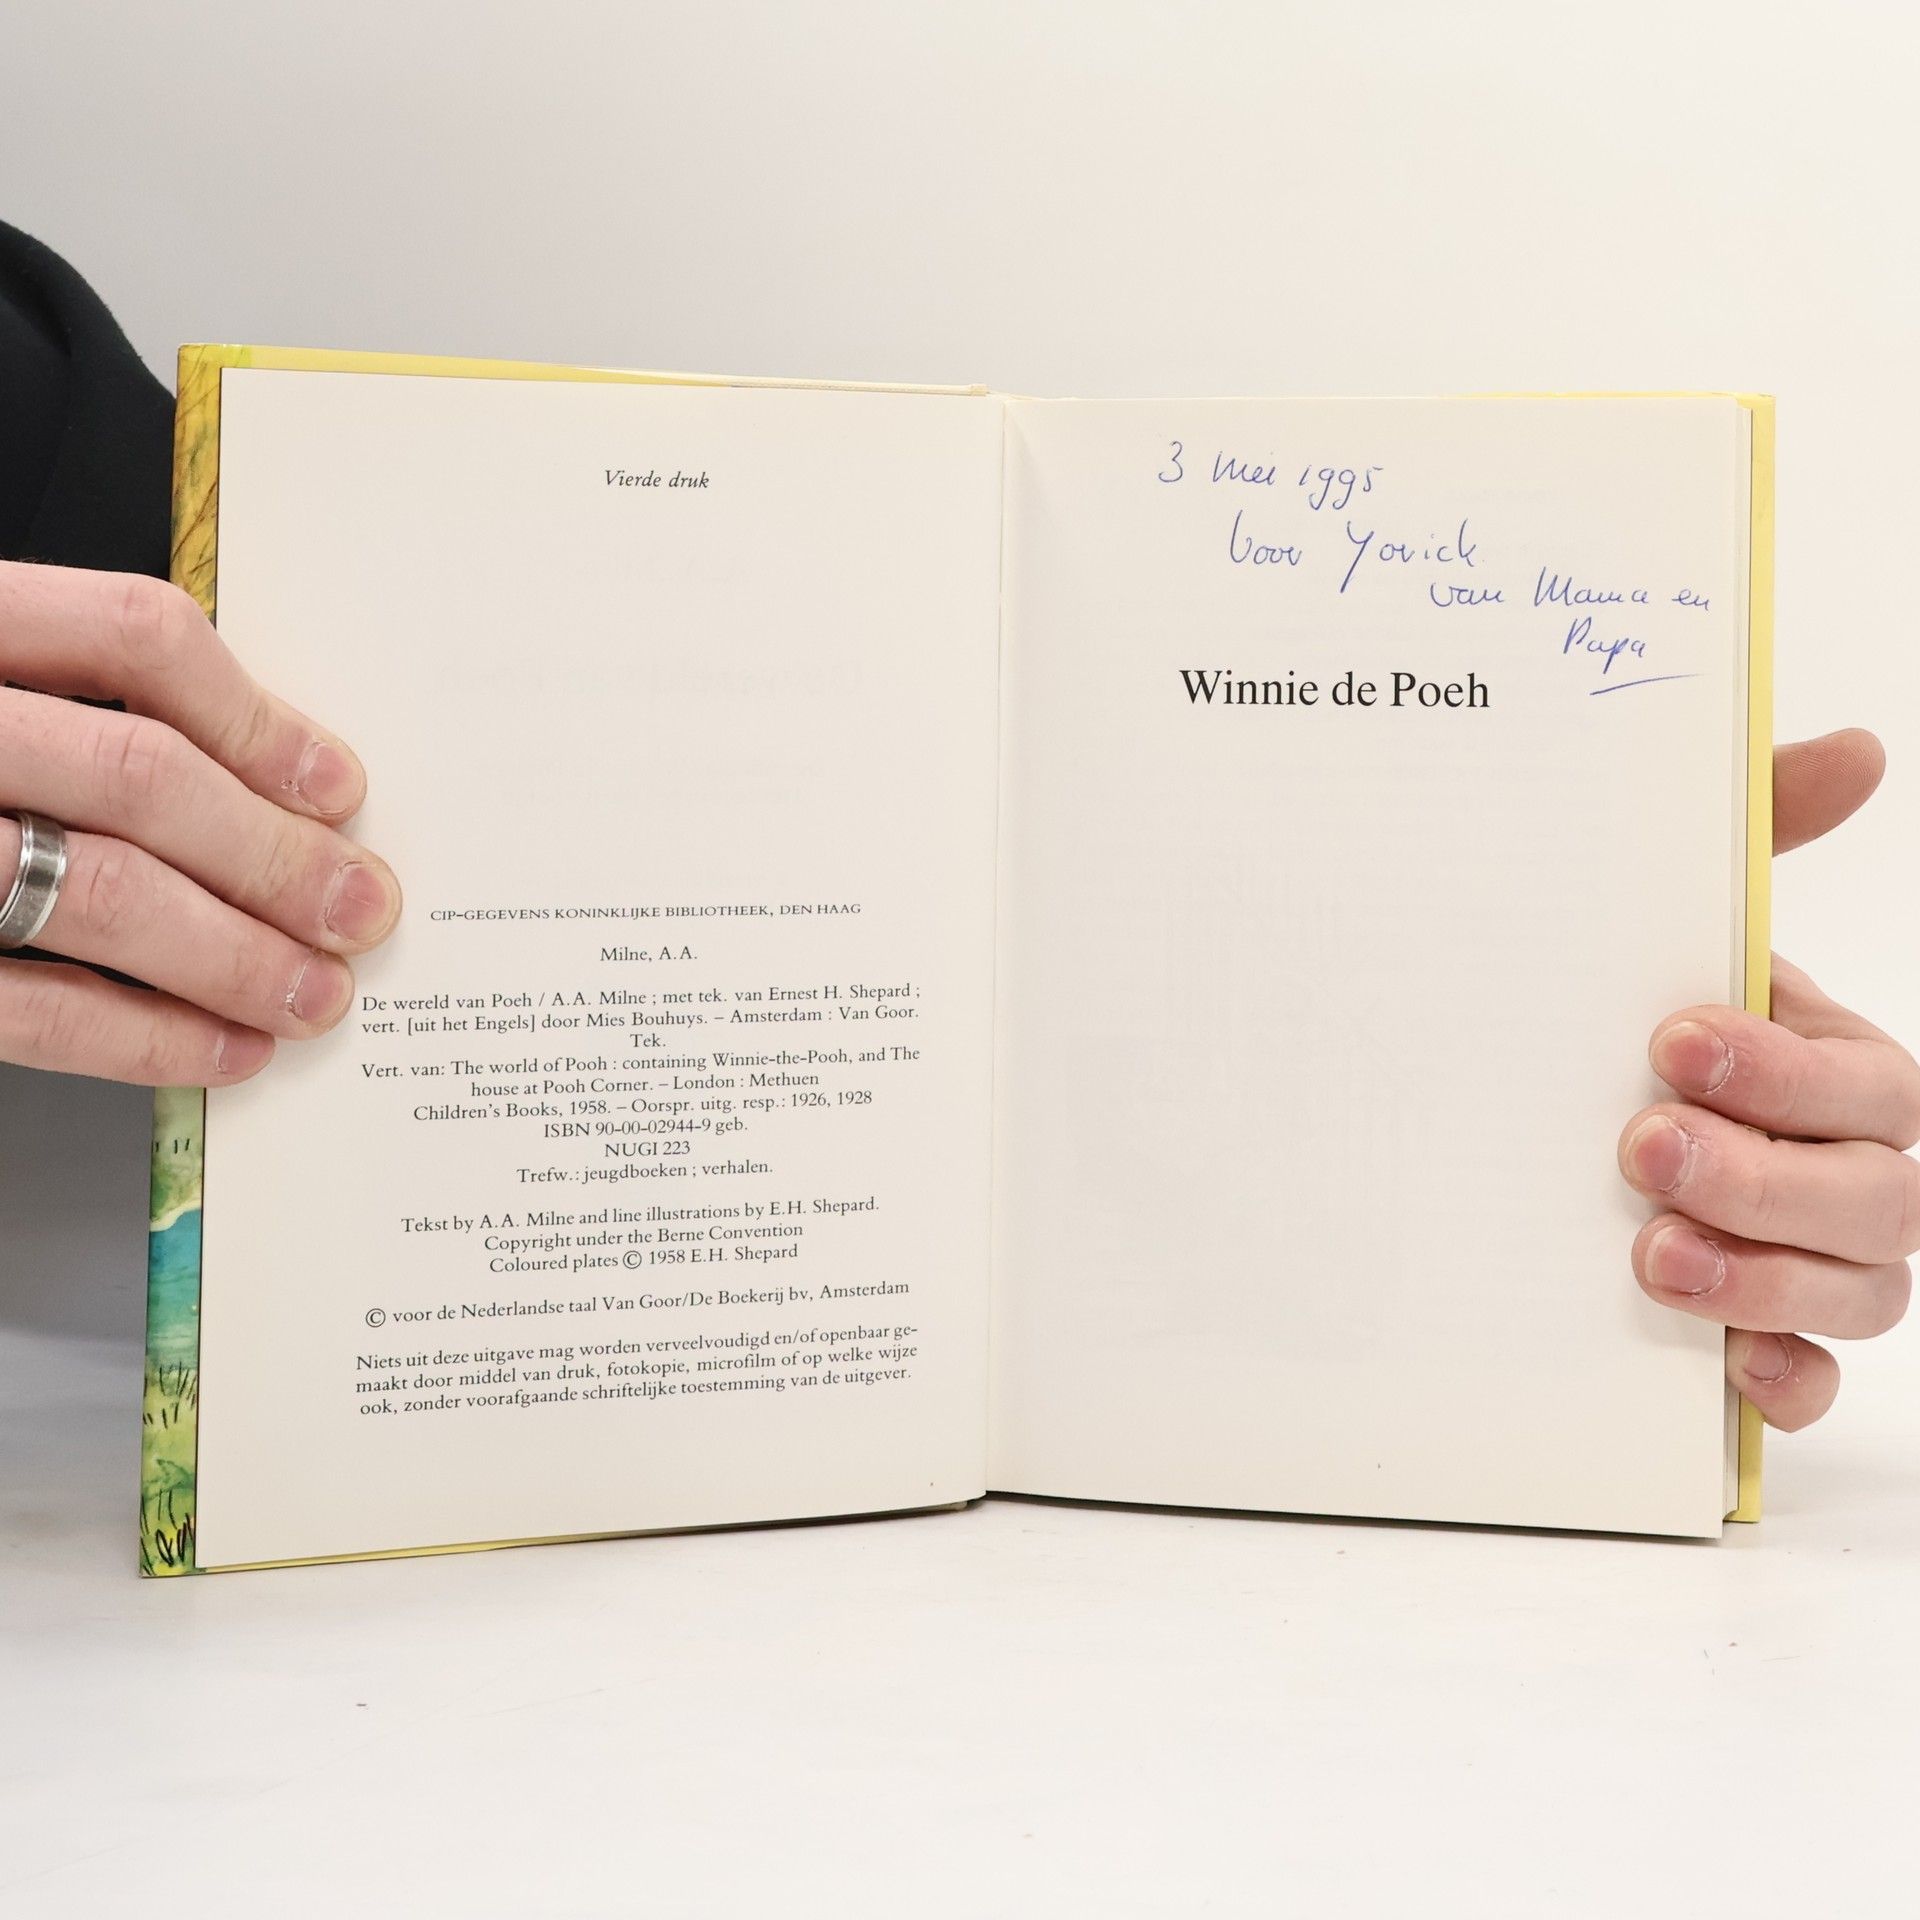 Vierde druk
CIP-GEGEVENS KONINKLIJKE BIBLIOTHEEK, DEN HAAG
Milne, A.A.
De wereld van Poeh / A.A. Milne ; met tek. van Ernest H. Shepard ;
vert. [uit het Engels] door Mies Bouhuys. – Amsterdam : Van Goor.
Tek.
Vert. van: The world of Pooh : containing Winnie-the-Pooh, and The
house at Pooh Corner. – London : Methuen
Children's Books, 1958. – Oorspr. uitg. resp.: 1926, 1928
ISBN 90-00-02944-9 geb.
NUGI 223
Trefw.: jeugdboeken ; verhalen.
Tekst by A.A. Milne and line illustrations by E.H. Shepard.
Copyright under the Berne Convention
Coloured plates © 1958 E.H. Shepard
© voor de Nederlandse taal Van Goor/De Boekerij bv, Amsterdam
Niets uit deze uitgave mag worden verveelvoudigd en/of openbaar ge-
maakt door middel van druk, fotokopie, microfilm of op welke wijze
ook, zonder voorafgaande schriftelijke toestemming van de uitgever.
3 Mei 1995
Voor Yorick
van Mama en
Papa
Winnie de Poeh